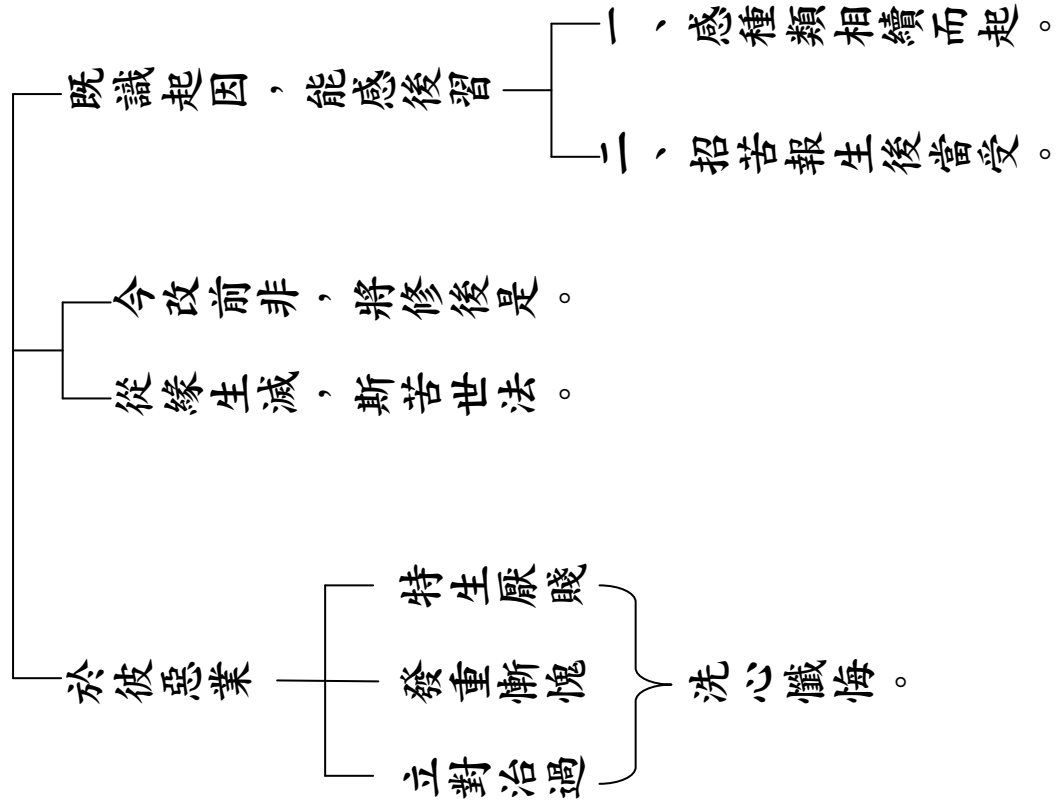 既識起因，能感後習
一、感種類相續而起。
二、招苦報生後當受。
今改前非，將修後是。
從緣生滅，斯苦世法。
於彼惡業
特生厭賤
發重慚愧
立對治過
洗心懺悔。